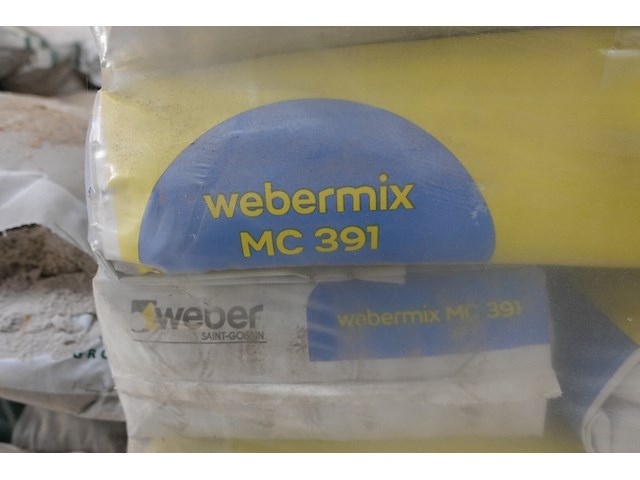 webermix
MC 391
weber
SAINT-GOBAIN
webermix MC 391